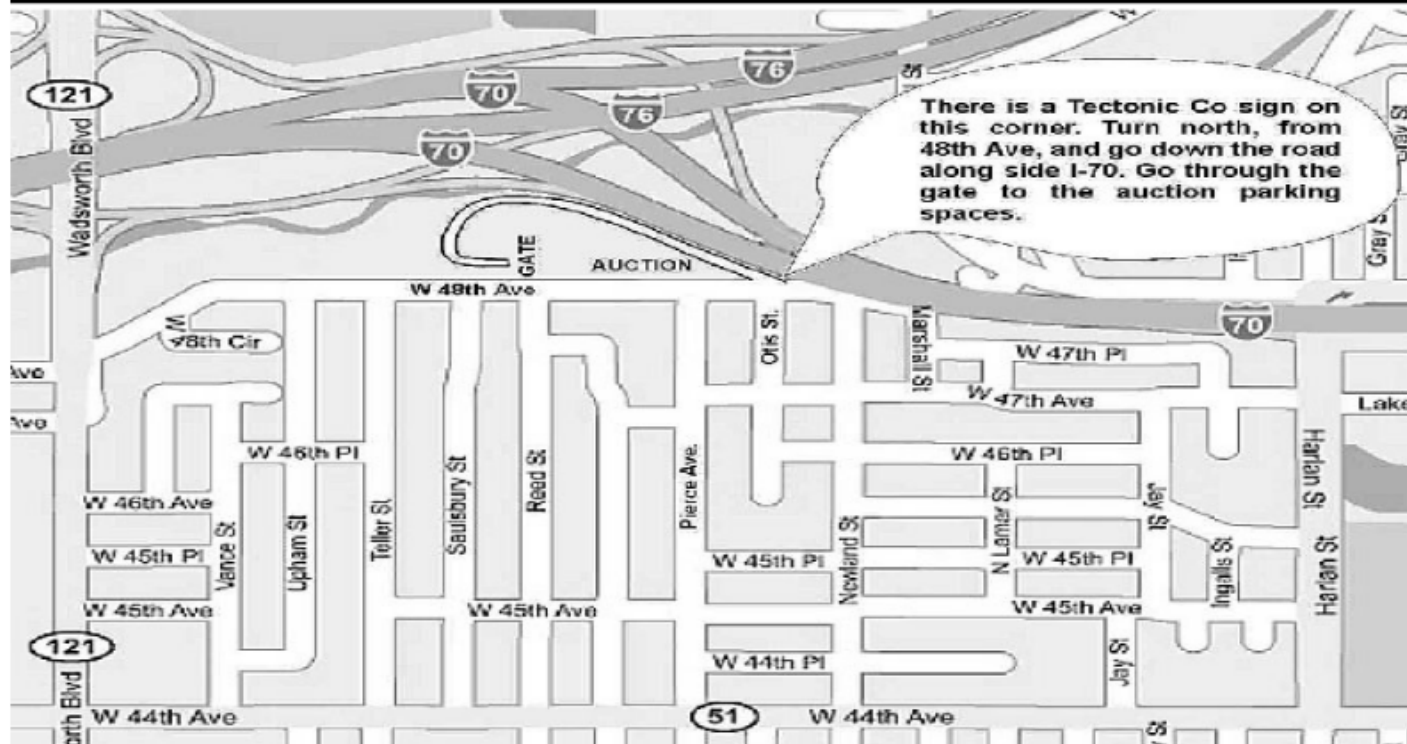 76
70
121
76
70
There is a Tectonic Co sign on
this corner. Turn north, from
48th Ave, and go down the road
along side I-70. Go through the
gate to the auction parking
spaces.
Wadsworth Blvd
Gray S
GATE
AUCTION
W 48th Ave
70
W
48th Cir
Otis St.
Marshall St
W 47th Pl
Ave
W 47th Ave
Lake
Ave
W 46th Pl
W 46th Pl
Harlan St
W 46th Ave
Vance St
Upham St
Teller St
Saulsbury St
Reed St
Pierce Ave.
Newland St
N Lamar St
Jay St
W 45th Pl
W 45th Pl
W 45th Pl
Ingalls St
Harlan St
W 45th Ave
W 45th Ave
W 45th Ave
121
W 44th Pl
Jay St
orth Blvd
W 44th Ave
51
W 44th Ave
St